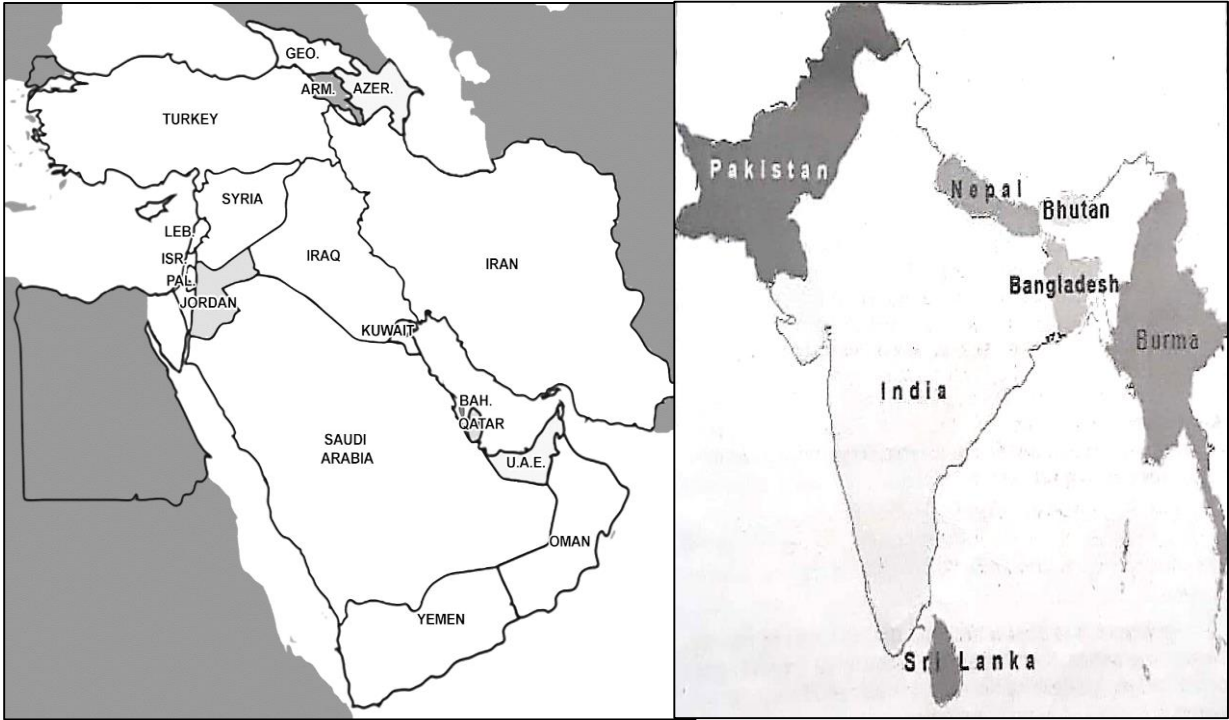 GEO.
ARM.
AZER.
TURKEY
SYRIA
LEB.
ISR.
PAL.
JORDAN
IRAQ
IRAN
KUWAIT
BAH.
QATAR
SAUDI
ARABIA
U.A.E.
OMAN
YEMEN
Pakistan
Nepal
Bhutan
Bangladesh
Burma
India
Sri Lanka